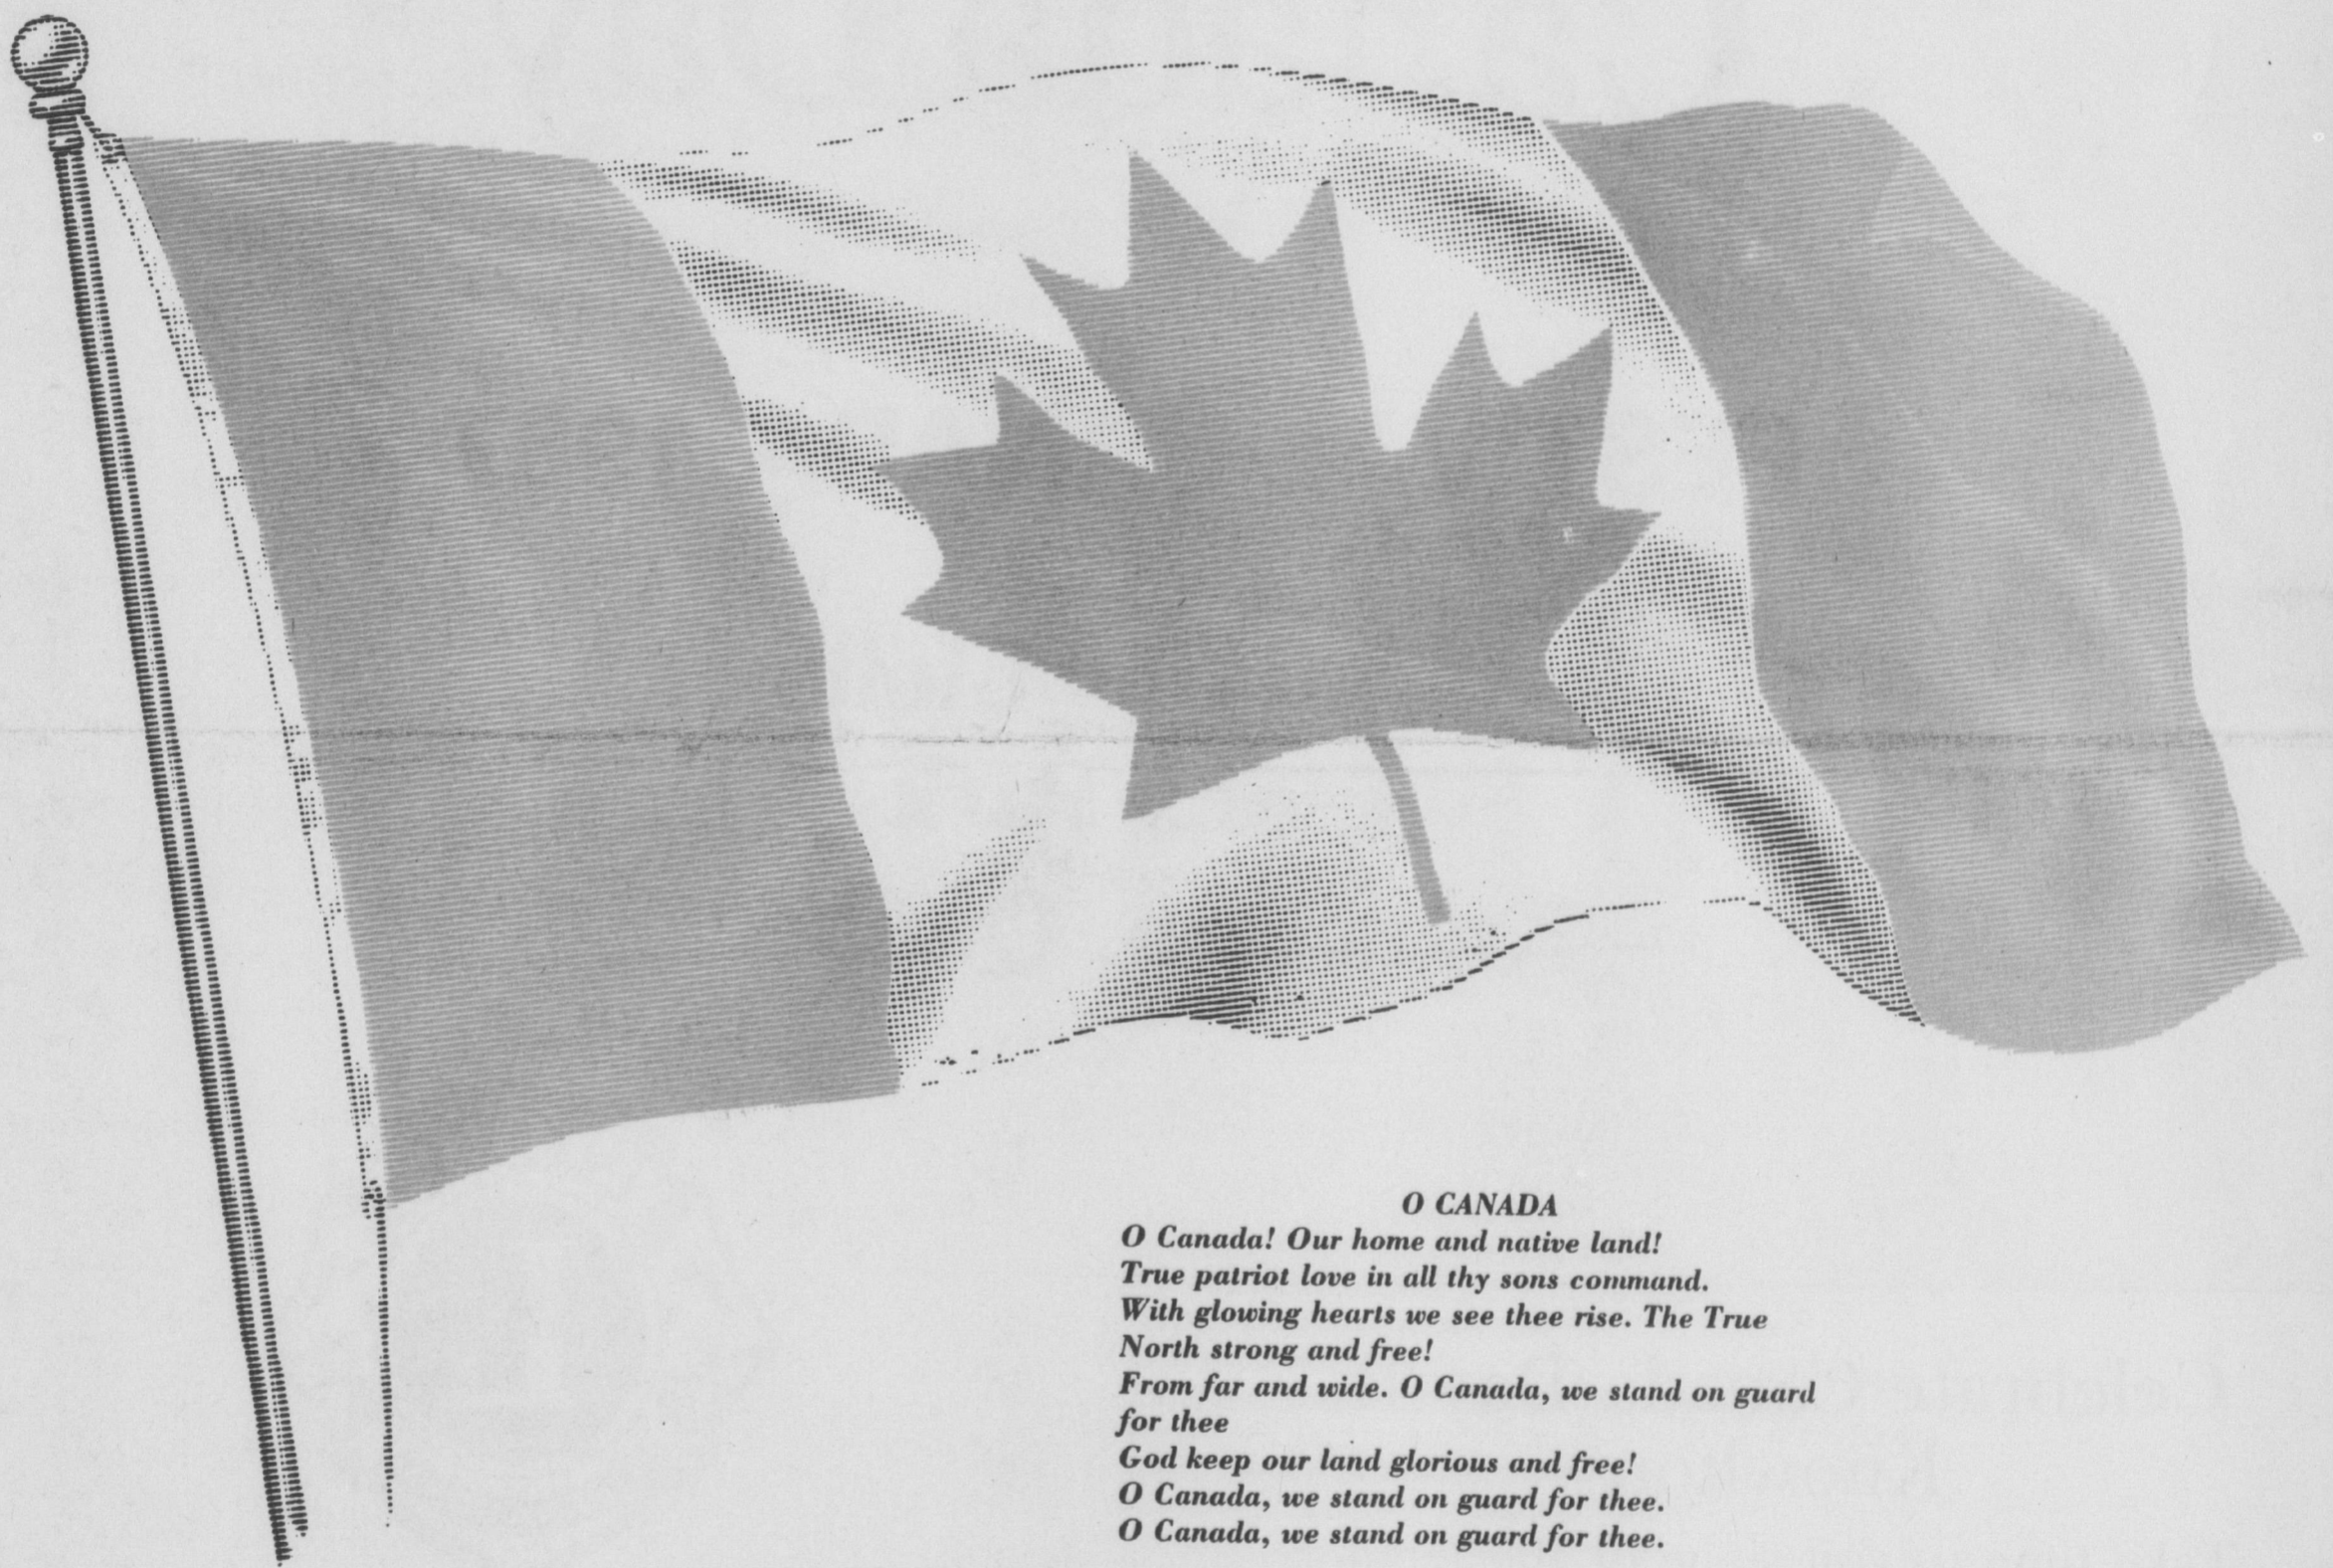 O CANADA
O Canada! Our home and native land!
True patriot love in all thy sons command.
With glowing hearts we see thee rise. The True
North strong and free!
From far and wide. O Canada, we stand on guard
for thee
God keep our land glorious and free!
O Canada, we stand on guard for thee.
O Canada, we stand on guard for thee.